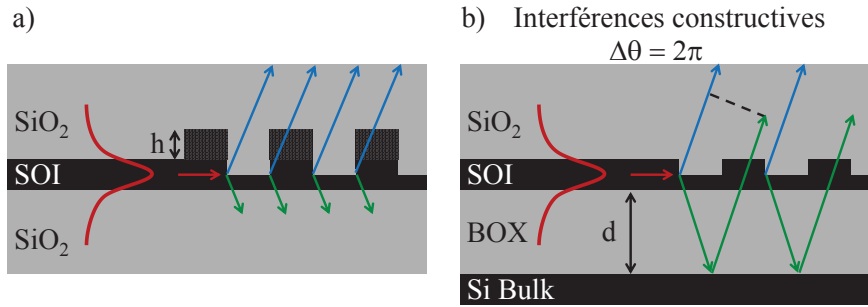 a)
SiO₂
h
SOI
SiO₂
b) Interférences constructives
Δθ = 2π
SiO₂
SOI
BOX
d
Si Bulk